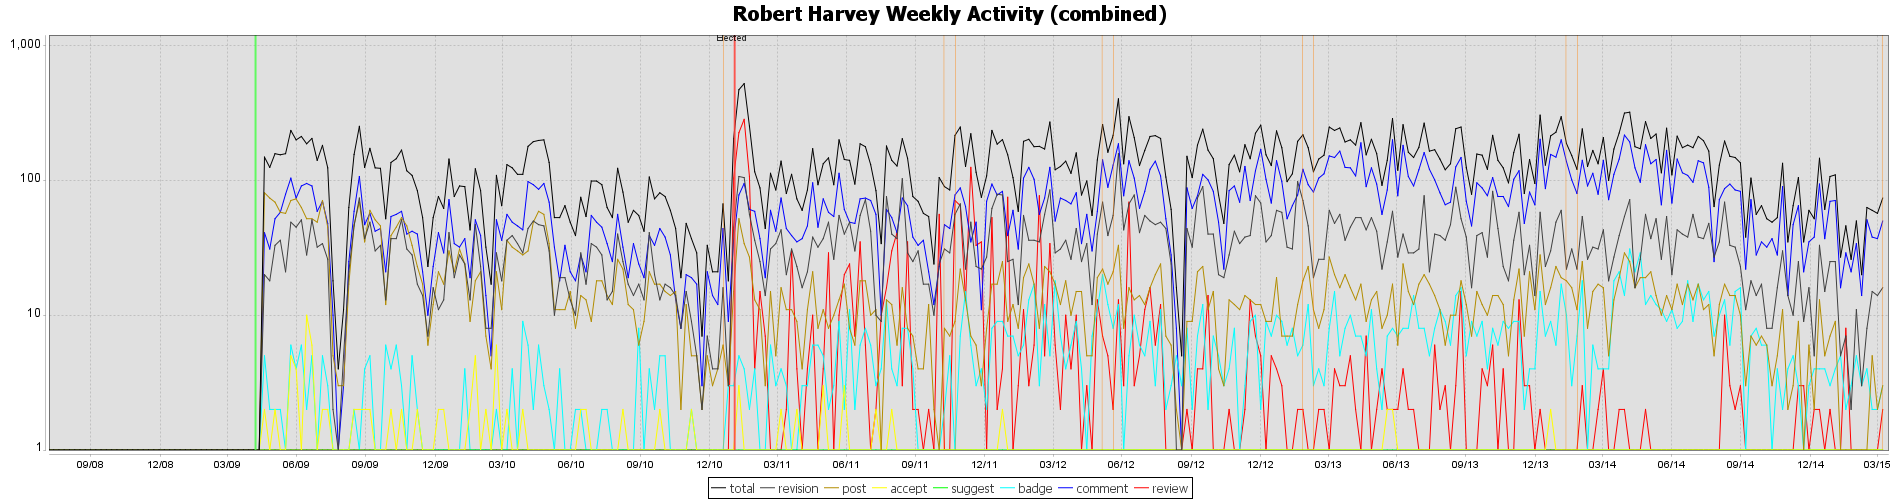 Robert Harvey Weekly Activity (combined)
Elected
1,000
100
10
1
09/08 12/08 03/09 06/09 09/09 12/09 03/10 06/10 09/10 12/10 03/11 06/11 09/11 12/11 03/12 06/12 09/12 12/12 03/13 06/13 09/13 12/13 03/14 06/14 09/14 12/14 03/15
total revision post accept suggest badge comment review